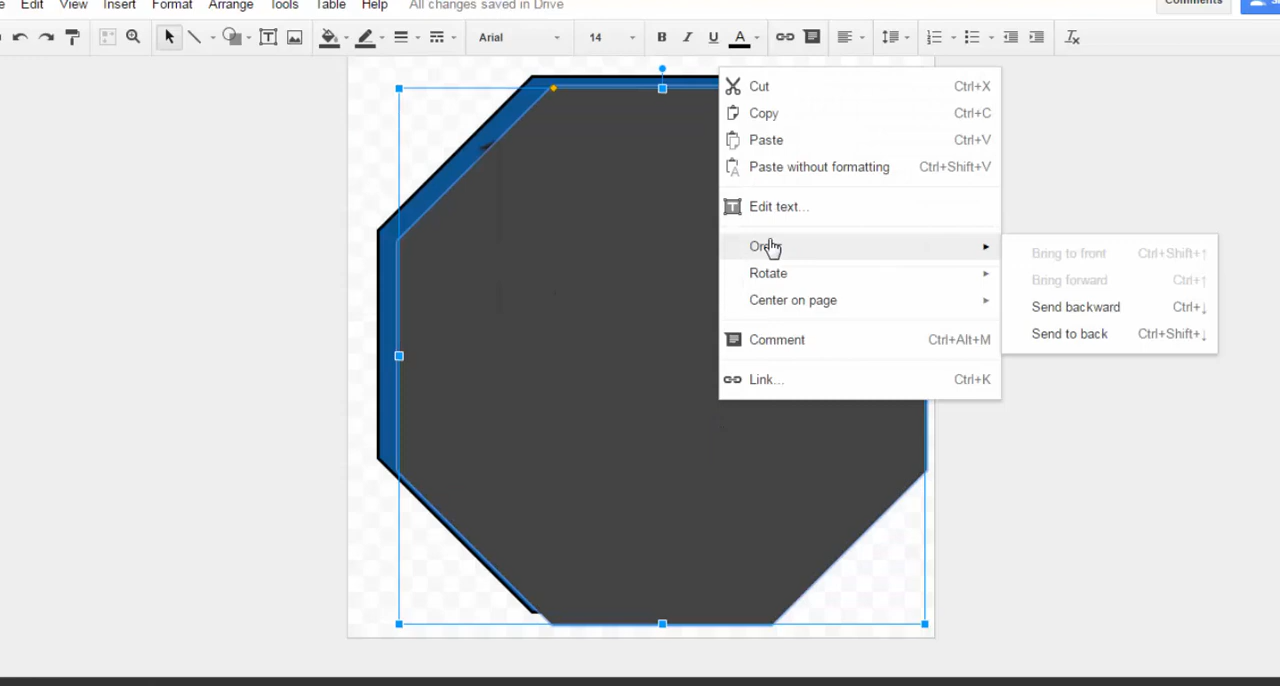 Edit View Insert Format Arrange Tools Table Help All changes saved in Drive
Comments
Arial 14 B I U A
Cut Ctrl+X
Copy Ctrl+C
Paste Ctrl+V
Paste without formatting Ctrl+Shift+V
Edit text...
Order
Bring to front Ctrl+Shift+↑
Rotate
Bring forward Ctrl+↑
Center on page
Send backward Ctrl+↓
Send to back Ctrl+Shift+↓
Comment Ctrl+Alt+M
Link... Ctrl+K